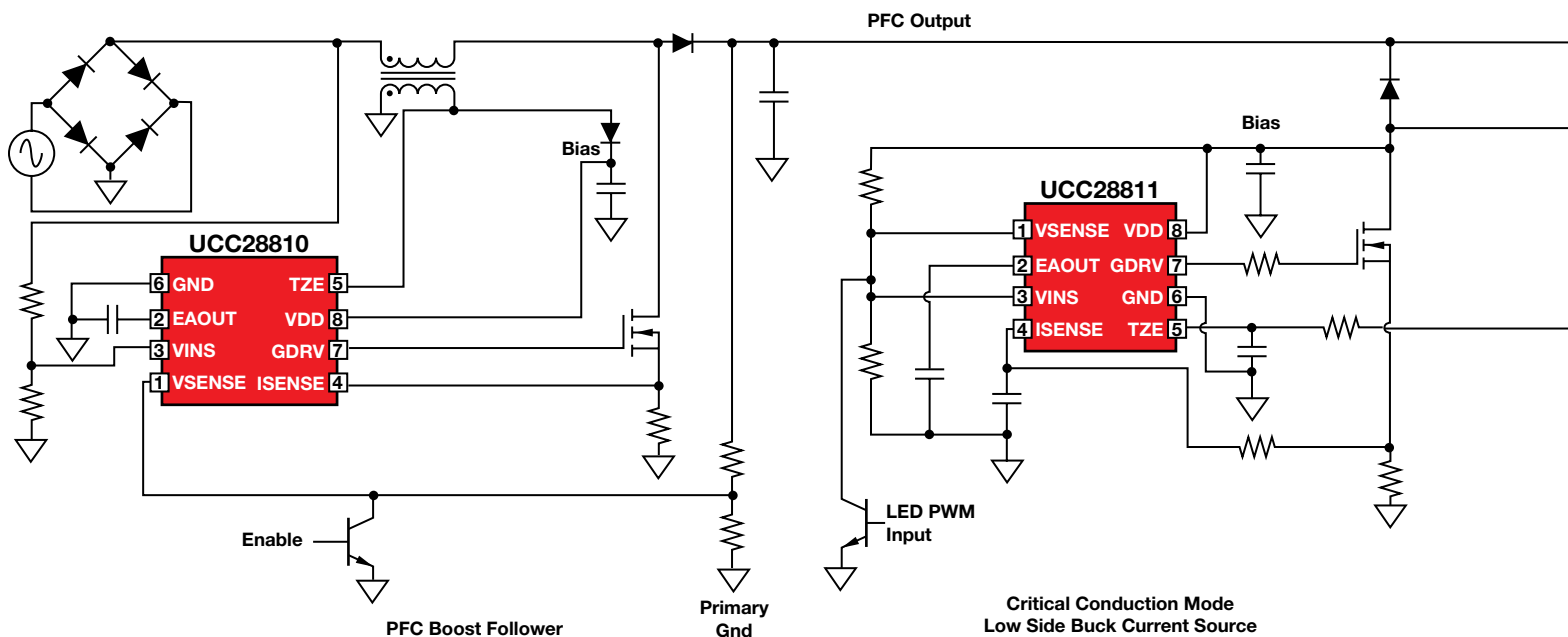 PFC Output
Bias
Bias
UCC28810
6 GND
TZE 5
2 EAOUT
VDD 8
3 VINS
GDRV 7
1 VSENSE
ISENSE 4
Enable
Primary
Gnd
PFC Boost Follower
UCC28811
1 VSENSE
VDD 8
2 EAOUT
GDRV 7
3 VINS
GND 6
4 ISENSE
TZE 5
LED PWM
Input
Critical Conduction Mode
Low Side Buck Current Source